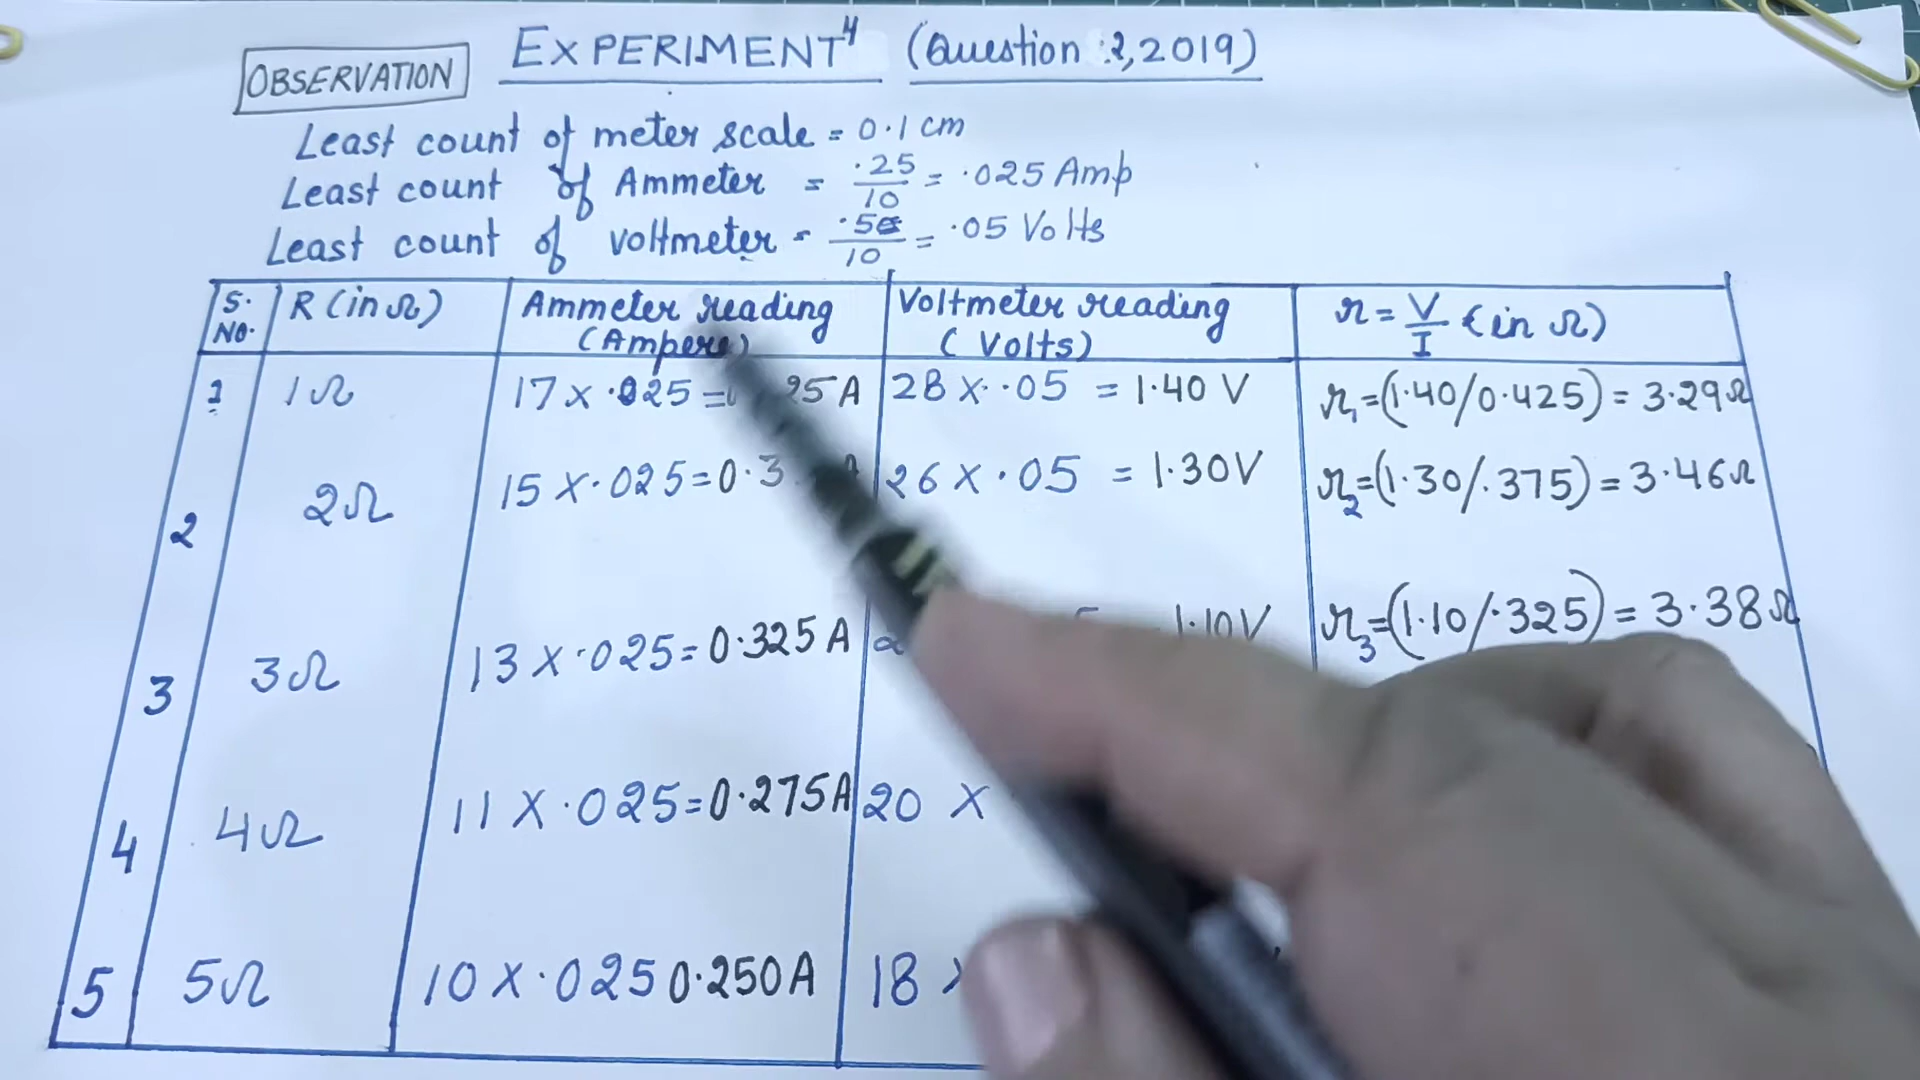 OBSERVATION EXPERIMENT 4 (Question :2, 2019)
Least count of meter scale = 0.1 cm
Least count of Ammeter = .25/10 = .025 Amp
Least count of voltmeter = .5/10 = .05 Volts
S. No. R (in Ω) Ammeter reading (Ampere) Voltmeter reading (Volts) r = V/I (in Ω)
1 1Ω 17 X .025 = 25 A 28 X .05 = 1.40 V r₁=(1.40/0.425) = 3.29Ω
2 2Ω 15 X .025=0.3 26 X .05 = 1.30V r₂=(1.30/.375) = 3.46Ω
3 3Ω 13 X .025=0.325 A 1.10V r₃=(1.10/.325) = 3.38Ω
4 4Ω 11 X .025=0.275A 20 X
5 5Ω 10 X .025 0.250A 18 X